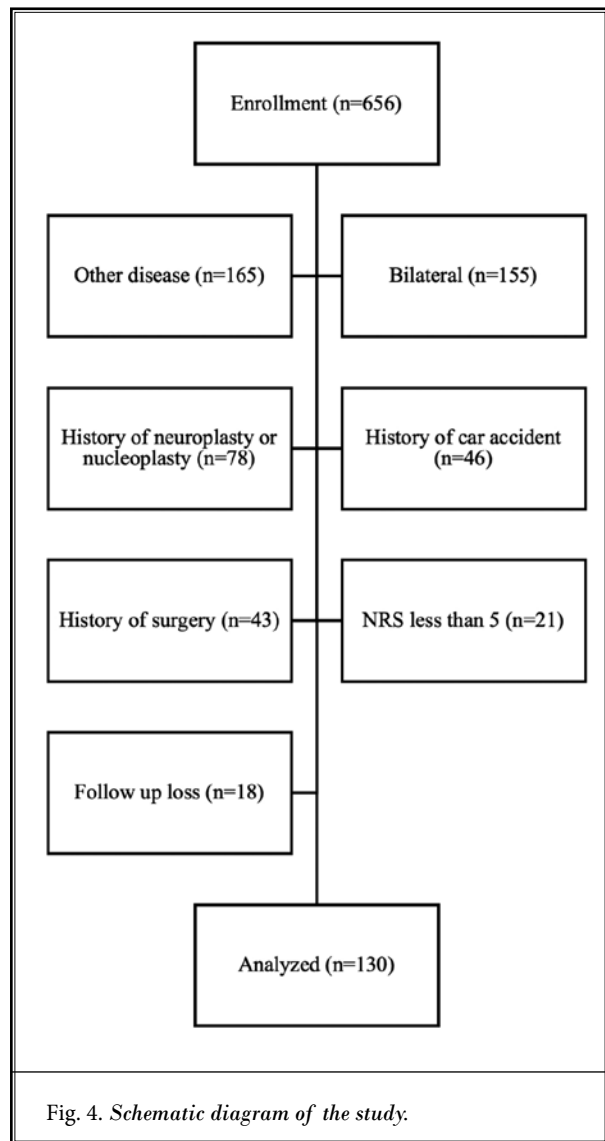 Enrollment (n=656)
Other disease (n=165)
Bilateral (n=155)
History of neuroplasty or
nucleoplasty (n=78)
History of car accident
(n=46)
History of surgery (n=43)
NRS less than 5 (n=21)
Follow up loss (n=18)
Analyzed (n=130)
Fig. 4. Schematic diagram of the study.